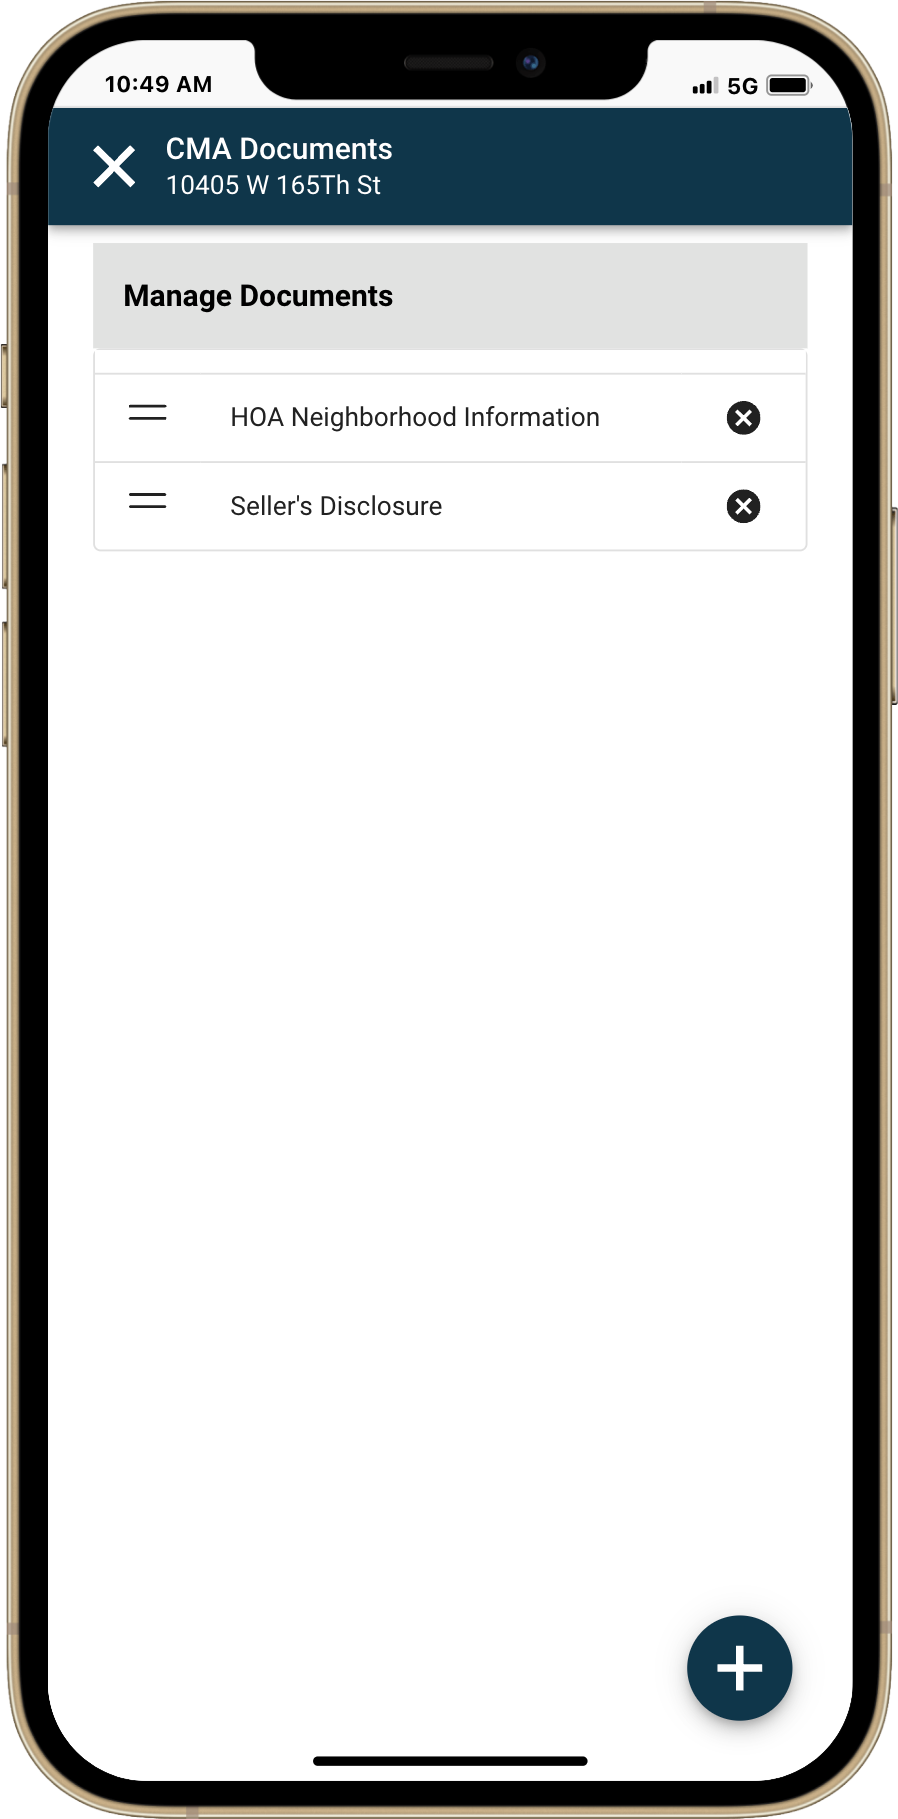 10:49 AM
5G
CMA Documents
10405 W 165Th St
Manage Documents
HOA Neighborhood Information
Seller's Disclosure